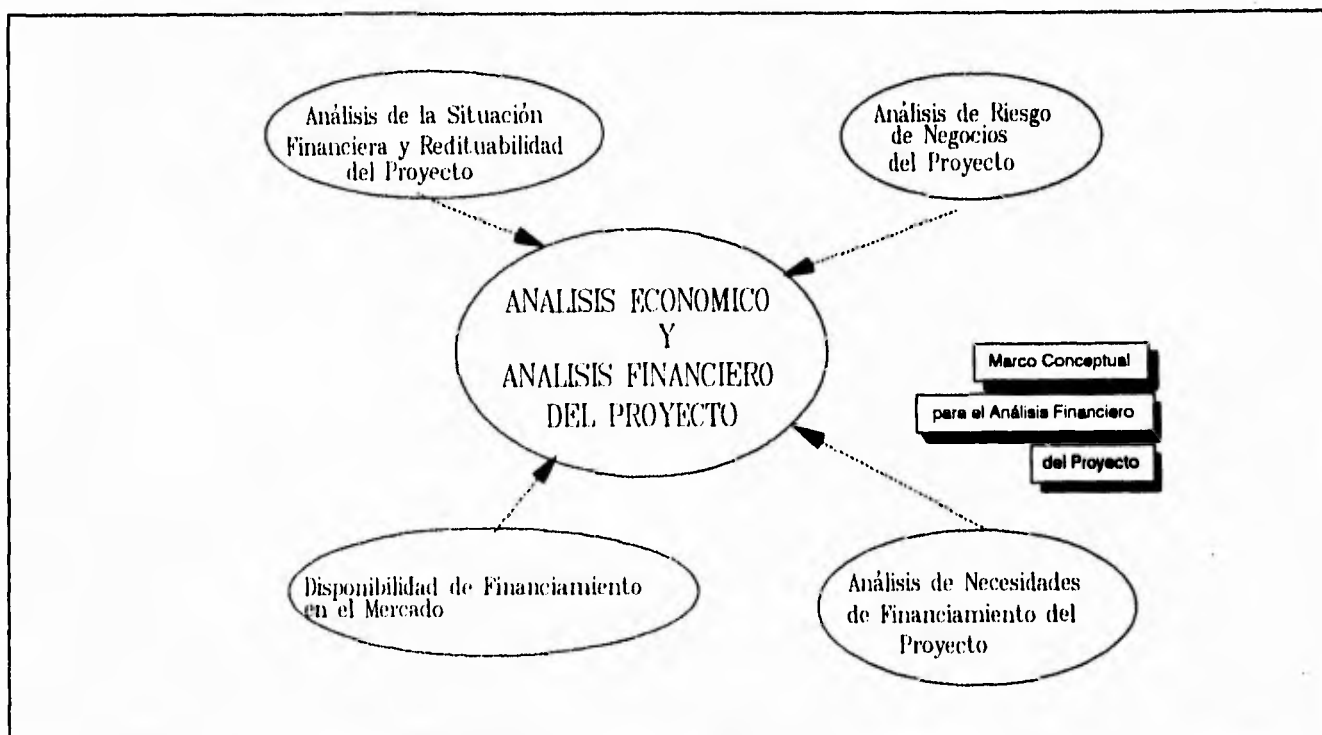 Análisis de la Situación
Financiera y Redituabilidad
del Proyecto
Análisis de Riesgo
de Negocios
del Proyecto
ANALISIS ECONOMICO
Y
ANALISIS FINANCIERO
DEL PROYECTO
Marco Conceptual
para el Análisis Financiero
del Proyecto
Disponibilidad de Financiamiento
en el Mercado
Análisis de Necesidades
de Financiamiento del
Proyecto